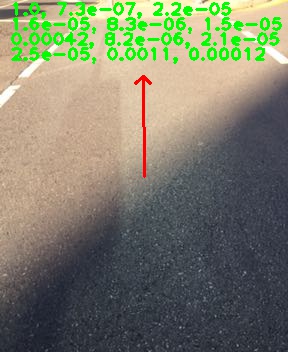 1.0, 7.3e-07, 2.2e-05
1.6e-05, 8.3e-06, 1.5e-05
0.00042, 8.2e-06, 2.1e-05
2.5e-05, 0.0011, 0.00012